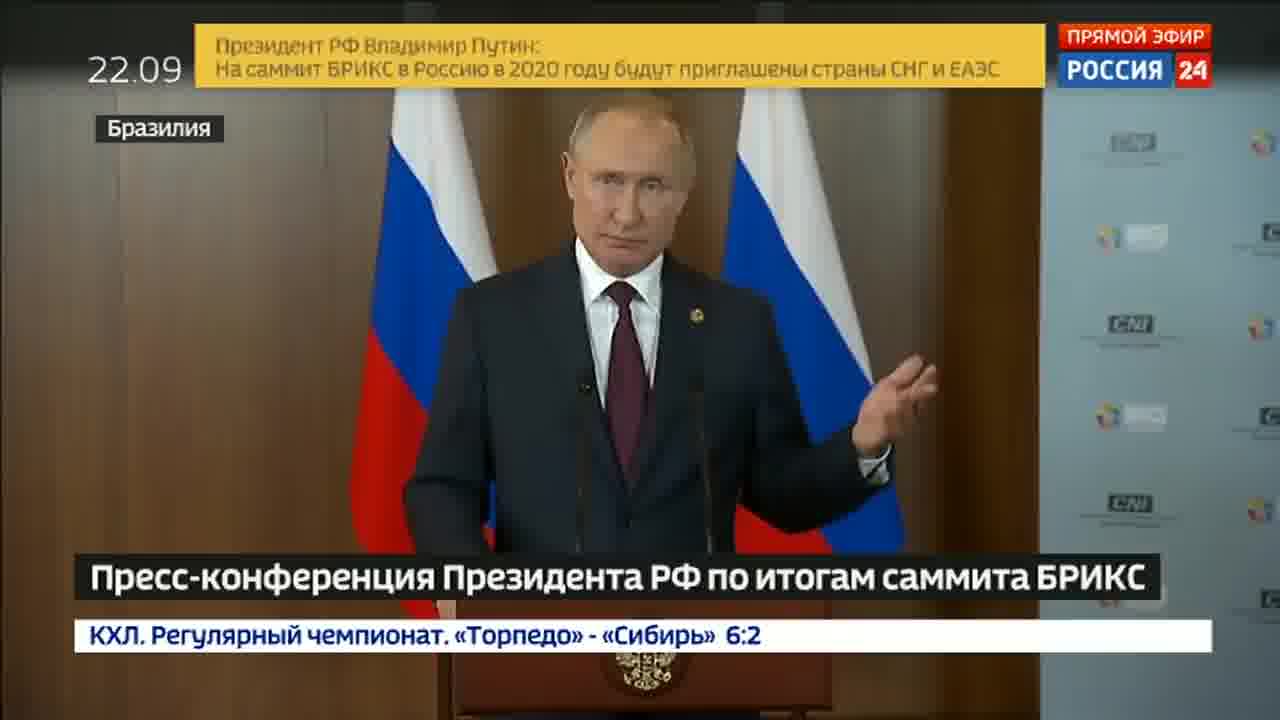 Президент РФ Владимир Путин:
На саммит БРИКС в Россию в 2020 году будут приглашены страны СНГ и ЕАЭС
ПРЯМОЙ ЭФИР
РОССИЯ 24
22.09
Бразилия
CNI
CNI
CNI
Пресс-конференция Президента РФ по итогам саммита БРИКС
КХЛ. Регулярный чемпионат. «Торпедо» - «Сибирь» 6:2